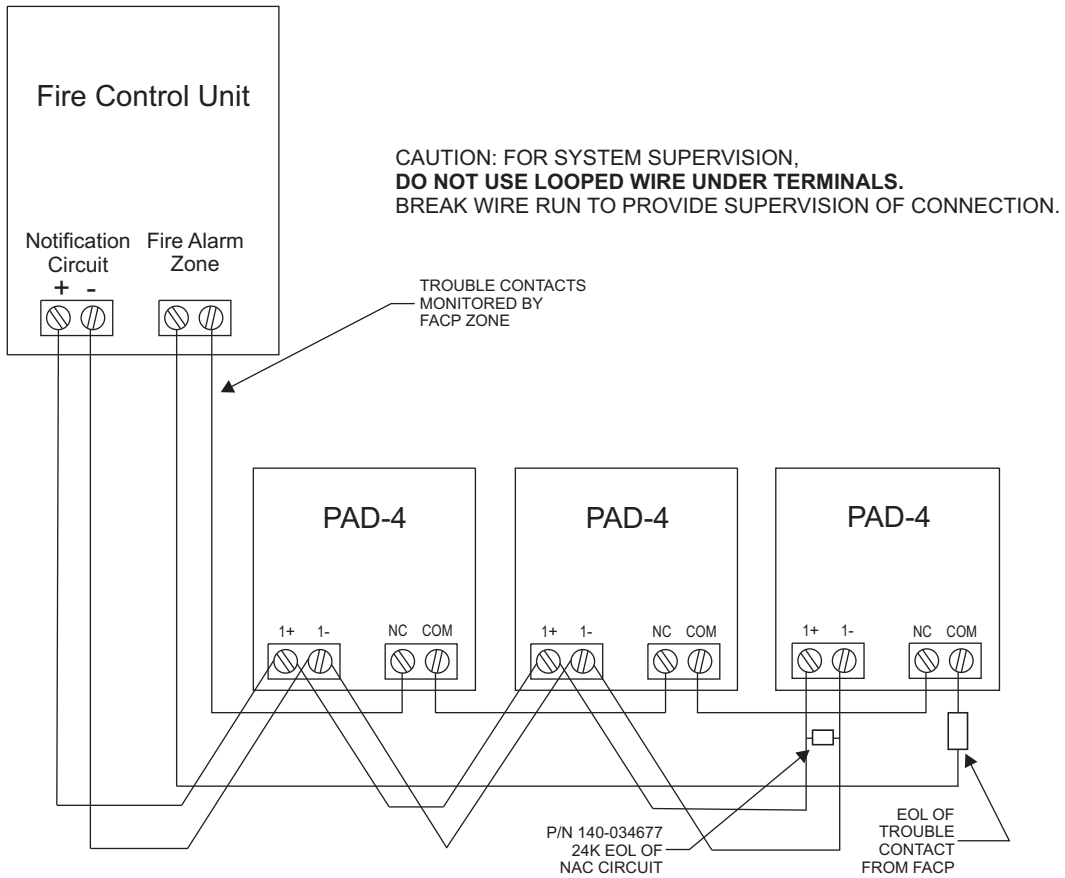 Fire Control Unit
CAUTION: FOR SYSTEM SUPERVISION,
DO NOT USE LOOPED WIRE UNDER TERMINALS.
BREAK WIRE RUN TO PROVIDE SUPERVISION OF CONNECTION.
Notification
Circuit
+ -
Fire Alarm
Zone
TROUBLE CONTACTS
MONITORED BY
FACP ZONE
PAD-4
1+ 1- NC COM
PAD-4
1+ 1- NC COM
PAD-4
1+ 1- NC COM
P/N 140-034677
24K EOL OF
NAC CIRCUIT
EOL OF
TROUBLE
CONTACT
FROM FACP